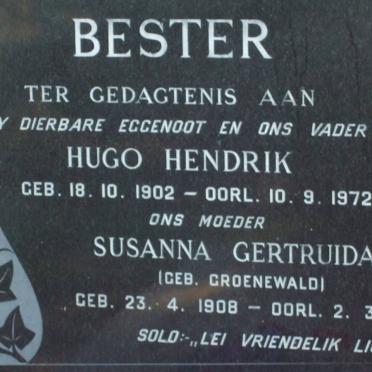 BESTER
TER GEDAGTENIS AAN
DIERBARE EGGENOOT EN ONS VADER
HUGO HENDRIK
GEB. 18. 10. 1902 – OORL. 10. 9. 1972
ONS MOEDER
SUSANNA GERTRUIDA
(GEB. GROENEWALD)
GEB. 23. 4. 1908 – OORL. 2. 3
SOLD:- „LEI VRIENDELIK